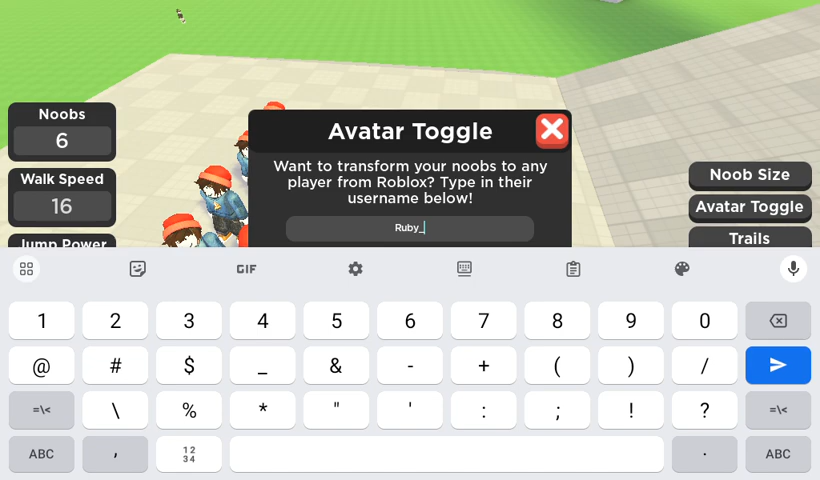 Noobs
6
Walk Speed
16
Jump Power
Avatar Toggle
Want to transform your noobs to any
player from Roblox? Type in their
username below!
Ruby_
Noob Size
Avatar Toggle
Trails
GIF
1 2 3 4 5 6 7 8 9 0
@ # $ _ & - + ( ) /
=\< \ % * " ' : ; ! ? =\<
ABC , 12 34 . ABC